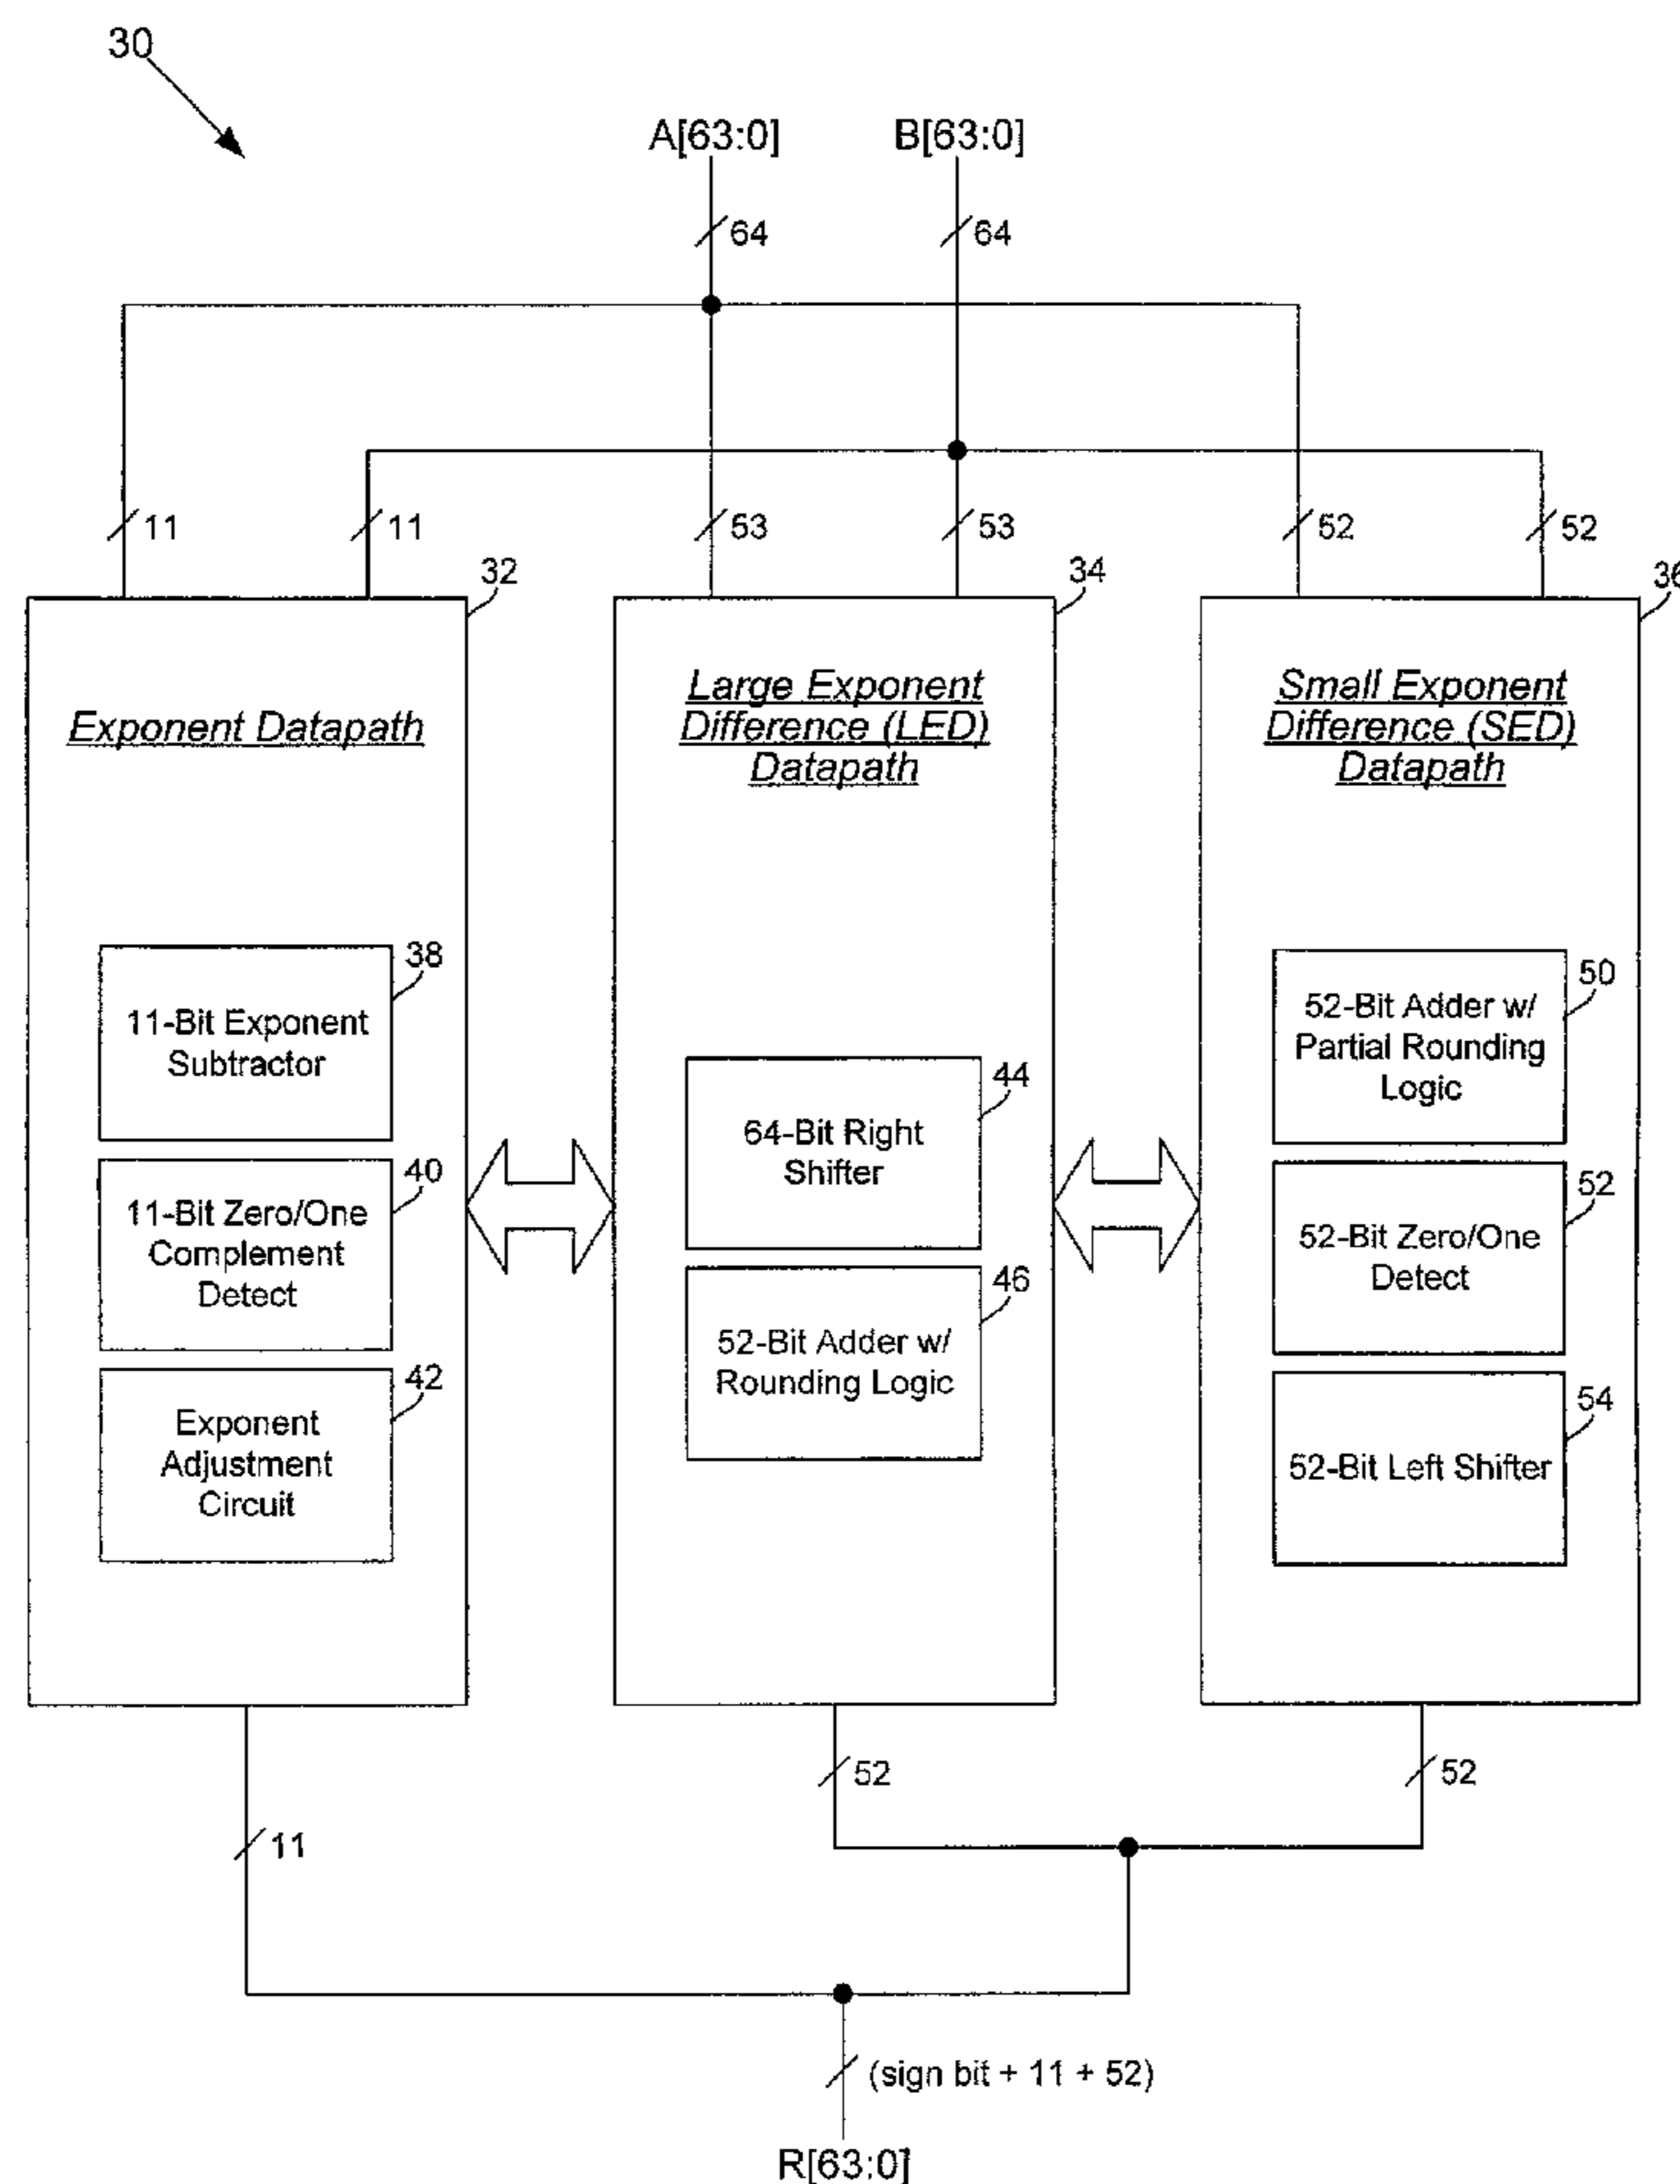 30
A[63:0]
B[63:0]
64
64
11
11
53
53
52
52
32
34
36
Exponent Datapath
Large Exponent
Difference (LED)
Datapath
Small Exponent
Difference (SED)
Datapath
38
11-Bit Exponent
Subtractor
40
11-Bit Zero/One
Complement
Detect
42
Exponent
Adjustment
Circuit
44
64-Bit Right
Shifter
46
52-Bit Adder w/
Rounding Logic
50
52-Bit Adder w/
Partial Rounding
Logic
52
52-Bit Zero/One
Detect
54
52-Bit Left Shifter
52
52
11
(sign bit + 11 + 52)
R[63:0]